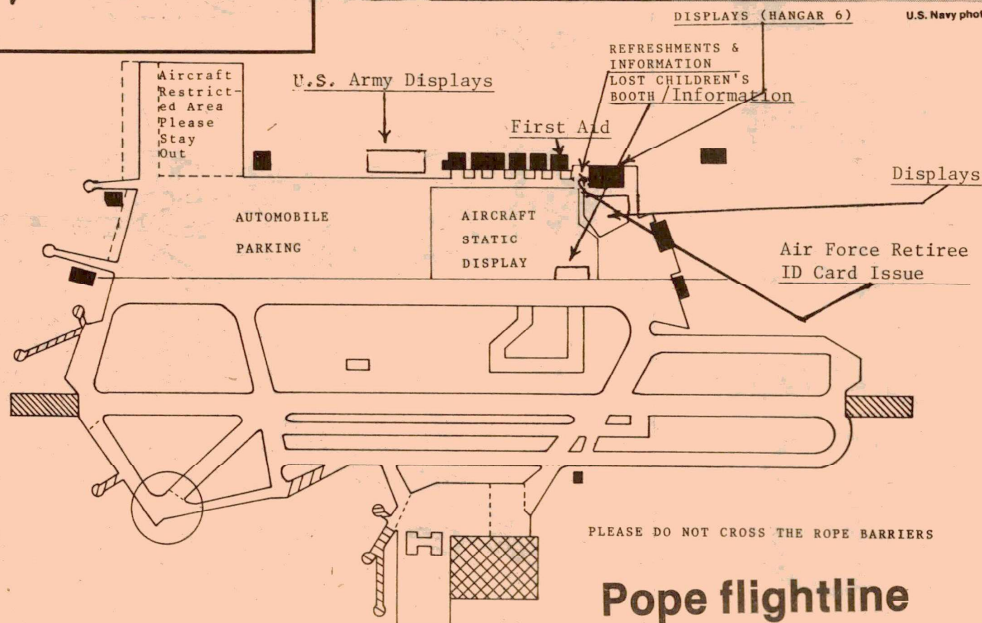 DISPLAYS (HANGAR 6)
U.S. Navy phot
REFRESHMENTS &
INFORMATION
LOST CHILDREN'S
BOOTH/Information
U.S. Army Displays
First Aid
Aircraft
Restrict-
ed Area
Please
Stay
Out
Displays
AUTOMOBILE
PARKING
AIRCRAFT
STATIC
DISPLAY
Air Force Retiree
ID Card Issue
PLEASE DO NOT CROSS THE ROPE BARRIERS
Pope flightline